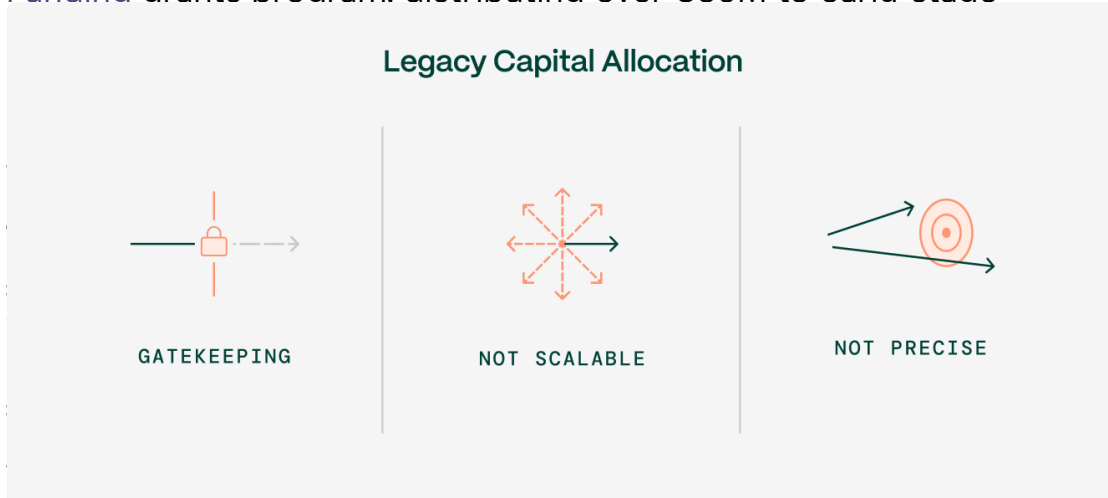 Legacy Capital Allocation
GATEKEEPING
NOT SCALABLE
NOT PRECISE